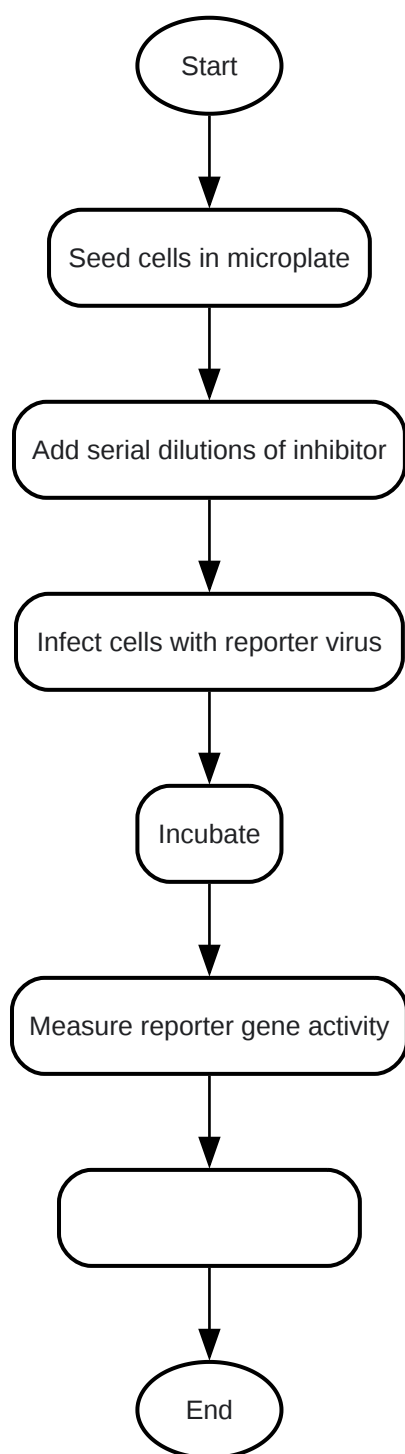 Start
Seed cells in microplate
Add serial dilutions of inhibitor
Infect cells with reporter virus
Incubate
Measure reporter gene activity
End